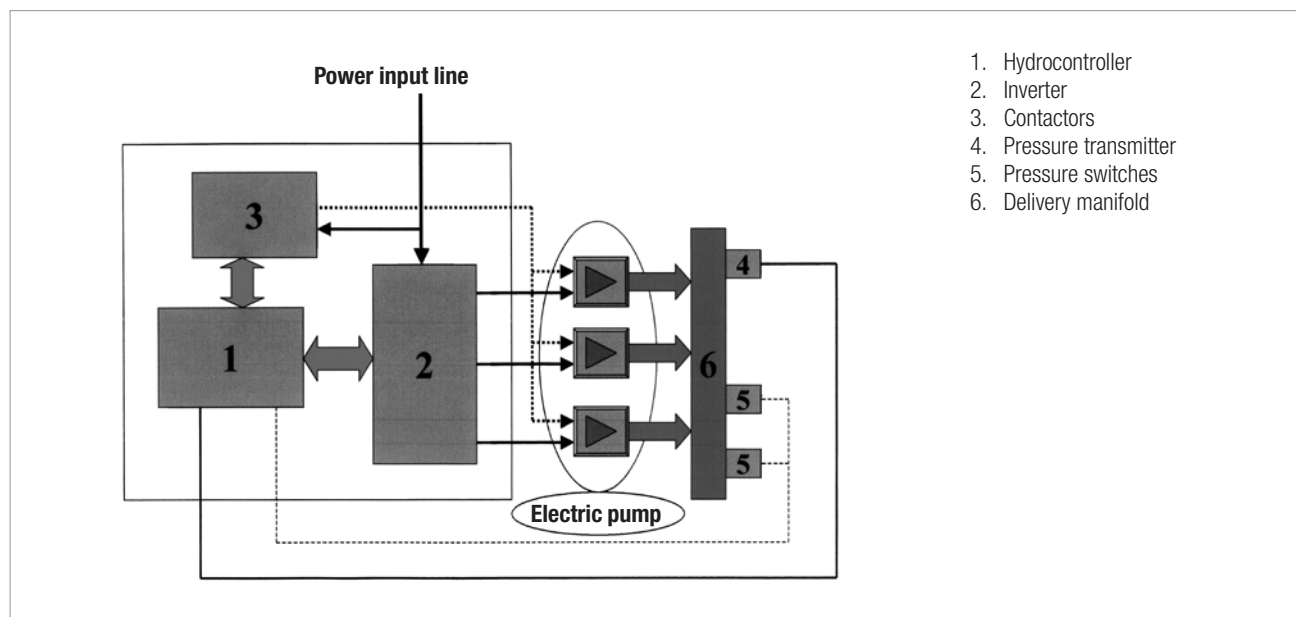 Power input line
3
1
2
4
6
5
5
Electric pump
1. Hydrocontroller
2. Inverter
3. Contactors
4. Pressure transmitter
5. Pressure switches
6. Delivery manifold